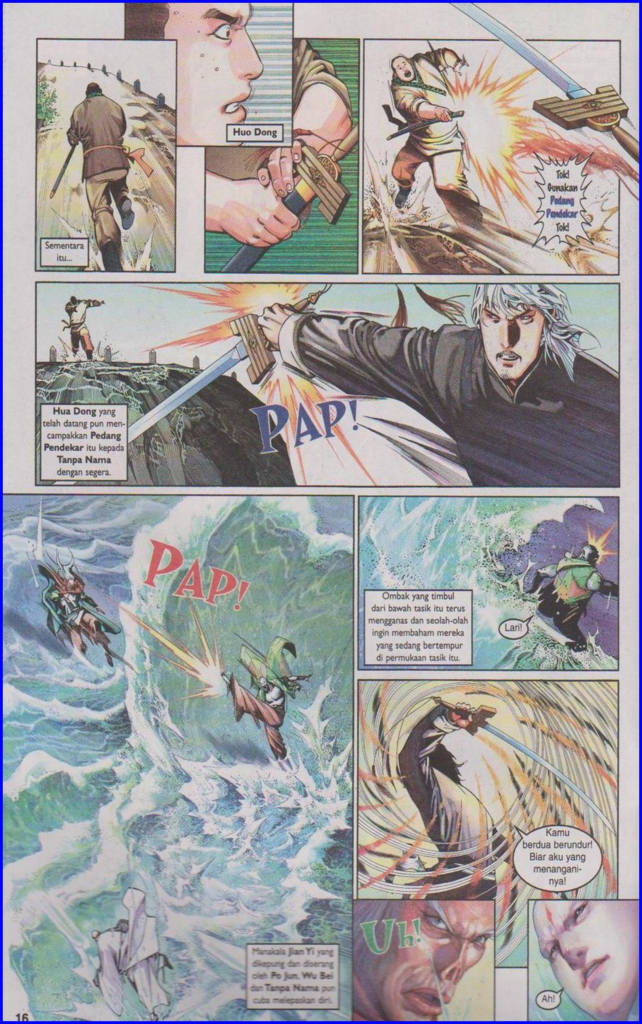 Huo Dong
Sementara
itu...
Tok!
Gunakan
Pedang
Pendekar
Tok!
Hua Dong yang
telah datang pun men-
campakkan Pedang
Pendekar itu kepada
Tanpa Nama
dengan segera.
PAP!
PAP!
Ombak yang timbul
dari bawah tasik itu terus
mengganas dan seolah-olah
ingin membaham mereka
yang sedang bertempur
di permukaan tasik itu.
Lari!
Kamu
berdua berundur!
Biar aku yang
menangani-
nya!
Manakala Jian Yi yang
dikepung dan diserang
oleh Po Jun, Wu Bei
dan Tanpa Nama pun
cuba melepaskan diri.
Uh!
Ah!
16